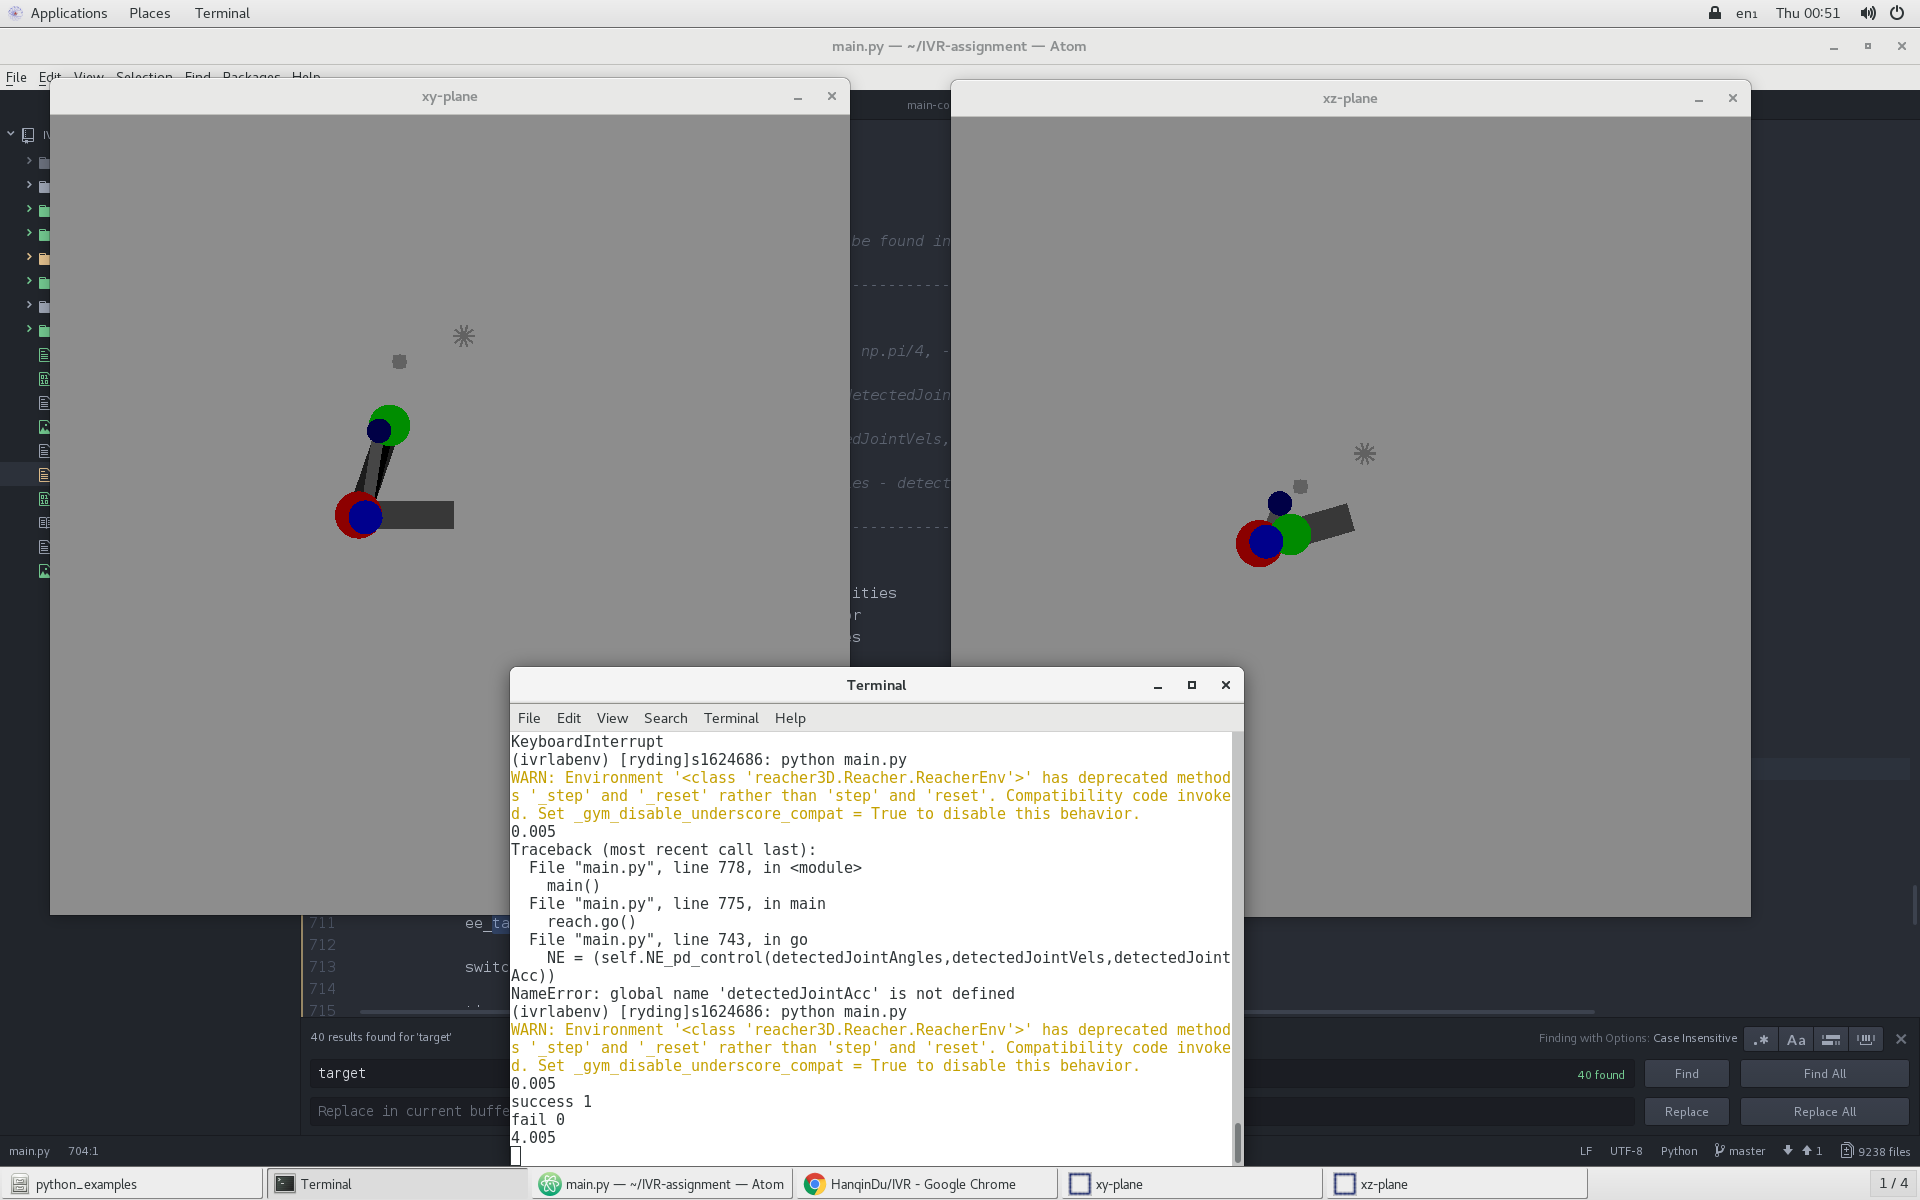 Applications Places Terminal en1 Thu 00:51
main.py — ~/IVR-assignment — Atom
File Edit View Selection Find Packages Help
xy-plane
xz-plane
main-co
be found in
np.pi/4, -
edJointVels,
es - detect
ities
711 ee_ta
712
713 switc
714
715
Terminal
File Edit View Search Terminal Help
KeyboardInterrupt
(ivrlabenv) [ryding]s1624686: python main.py
WARN: Environment '<class 'reacher3D.Reacher.ReacherEnv'>' has deprecated method
s '_step' and '_reset' rather than 'step' and 'reset'. Compatibility code invoke
d. Set _gym_disable_underscore_compat = True to disable this behavior.
0.005
Traceback (most recent call last):
File "main.py", line 778, in <module>
main()
File "main.py", line 775, in main
reach.go()
File "main.py", line 743, in go
NE = (self.NE_pd_control(detectedJointAngles,detectedJointVels,detectedJoint
Acc))
NameError: global name 'detectedJointAcc' is not defined
(ivrlabenv) [ryding]s1624686: python main.py
WARN: Environment '<class 'reacher3D.Reacher.ReacherEnv'>' has deprecated method
s '_step' and '_reset' rather than 'step' and 'reset'. Compatibility code invoke
d. Set _gym_disable_underscore_compat = True to disable this behavior.
0.005
success 1
fail 0
4.005
40 results found for 'target'
Finding with Options: Case Insensitive
.* Aa
target
40 found
Find
Find All
Replace in current buffe
Replace
Replace All
main.py 704:1
LF UTF-8 Python master 1 9238 files
python_examples
Terminal
main.py — ~/IVR-assignment — Atom
HanqinDu/IVR - Google Chrome
xy-plane
xz-plane
1 / 4